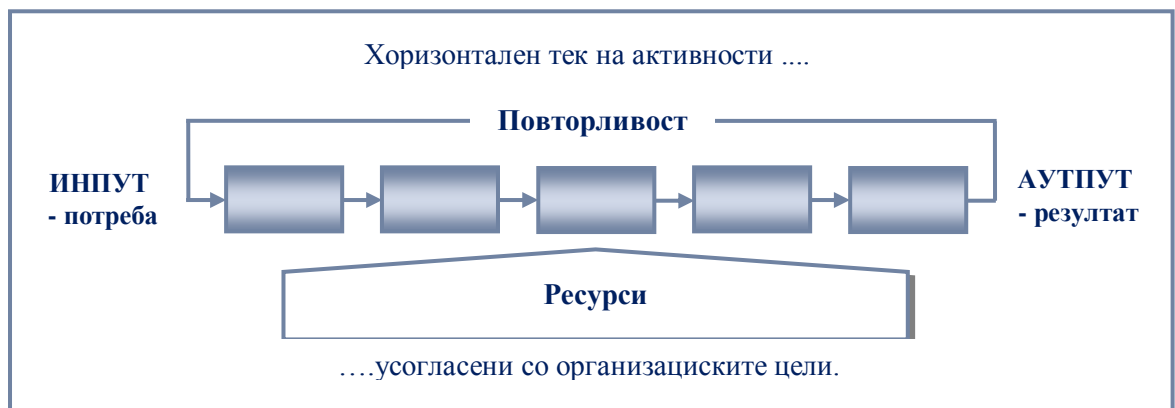 Хоризонтален тек на активности ....
Повторливост
ИНПУТ
- потреба
АУТПУТ
- резултат
Ресурси
….усогласени со организациските цели.